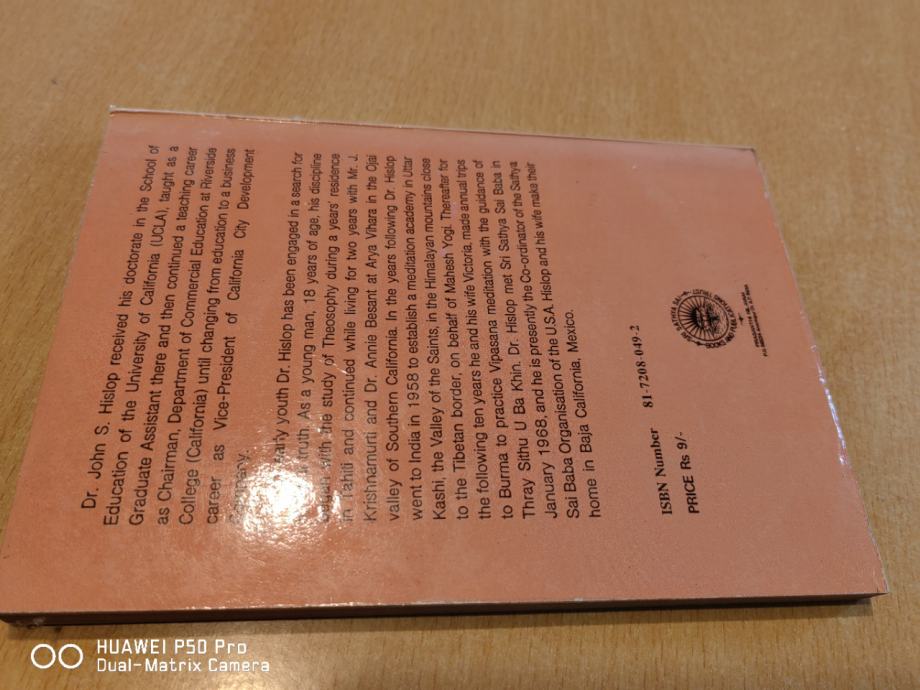 Dr. John S. Hislop received his doctorate in the School of
Education of the University of California (UCLA), taught as a
Graduate Assistant there and then continued a teaching career
as Chairman, Department of Commercial Education at Riverside
College (California) until changing from education to a business
career as Vice-President of California City Development
early youth Dr. Hislop has been engaged in a search for
truth. As a young man, 18 years of age, his discipline
began with the study of Theosophy during a years' residence
in Tahiti and continued while living for two years with Mr. J.
Krishnamurti and Dr. Annie Besant at Arya Vihara in the Ojai
valley of Southern California. In the years following Dr. Hislop
went to India in 1958 to establish a meditation academy in Uttar
Kashi, the Valley of the Saints, in the Himalayan mountains close
to the Tibetan border, on behalf of Mahesh Yogi. Thereafter for
the following ten years he and his wife Victoria, made annual trips
to Burma to practice Vipasana meditation with the guidance of
Thray Sithu U Ba Khin. Dr. Hislop met Sri Sathya Sai Baba in
January 1968, and he is presently the Co-ordinator of the Sathya
Sai Baba Organisation of the U.S.A. Hislop and his wife make their
home in Baja California, Mexico.
ISBN Number 81-7208-049-2
PRICE Rs 9/-
HUAWEI P50 Pro
Dual-Matrix Camera